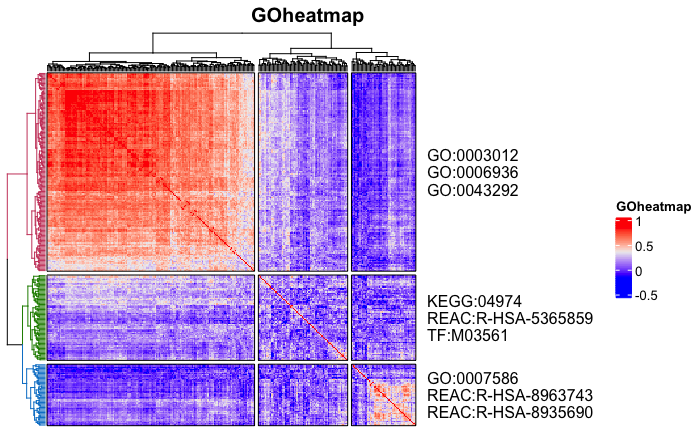 GOheatmap
GO:0003012
GO:0006936
GO:0043292
GOheatmap
1
0.5
0
-0.5
KEGG:04974
REAC:R-HSA-5365859
TF:M03561
GO:0007586
REAC:R-HSA-8963743
REAC:R-HSA-8935690